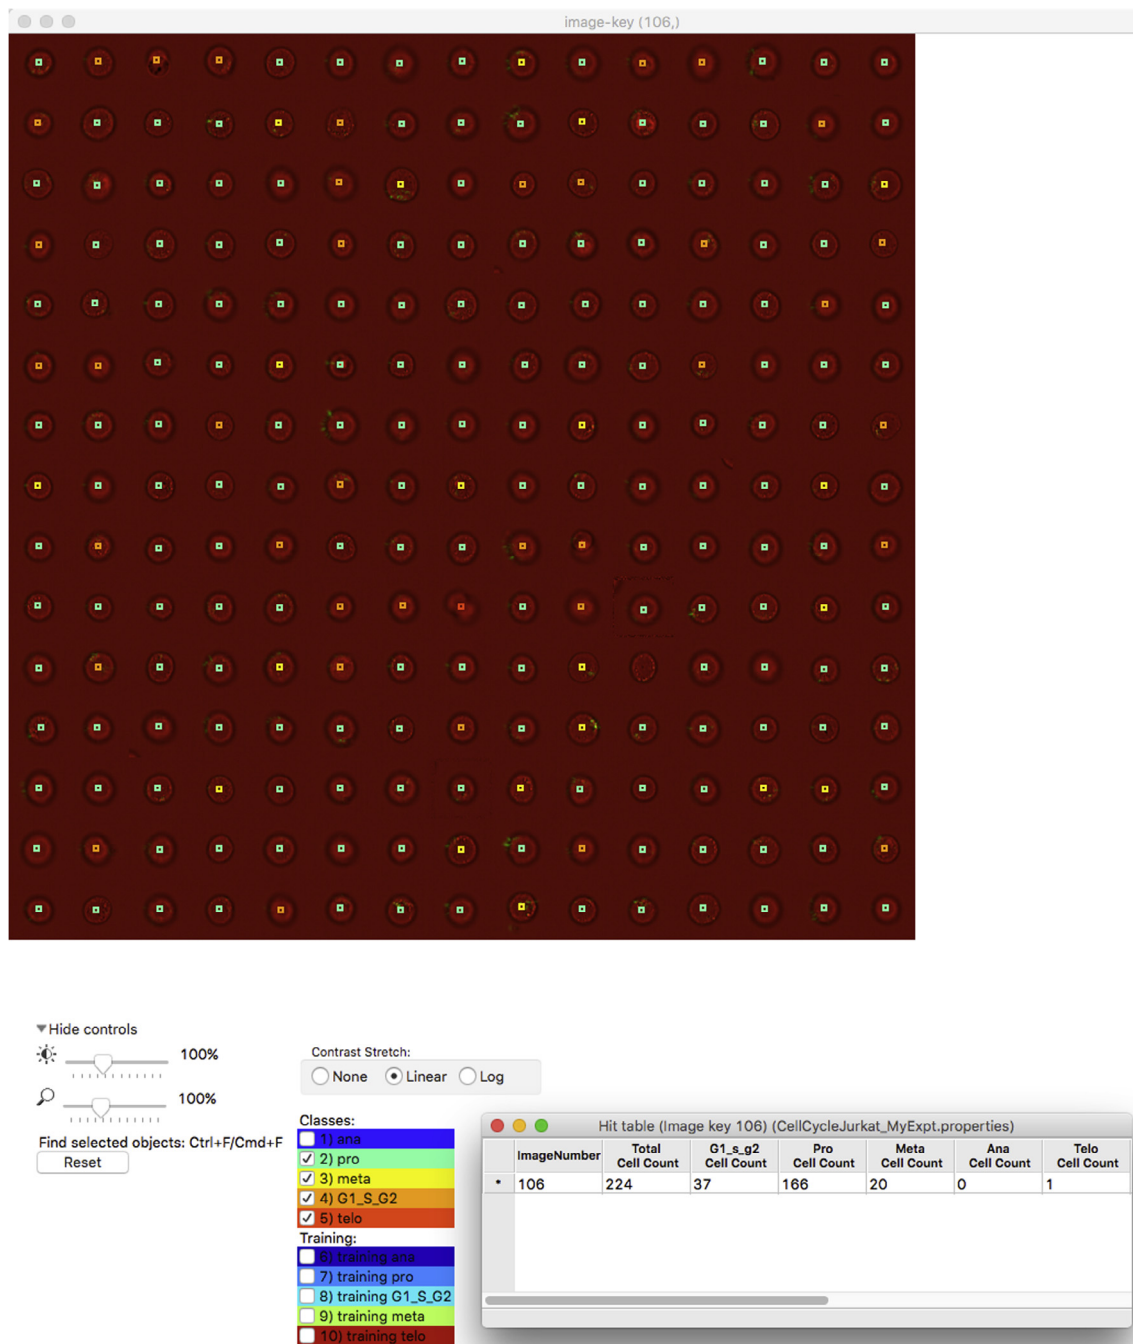 image-key (106,)
Hide controls
100%
100%
Find selected objects: Ctrl+F/Cmd+F
Reset
Contrast Stretch:
None Linear Log
Classes:
1) ana
2) pro
3) meta
4) G1_S_G2
5) telo
Training:
6) training ana
7) training pro
8) training G1_S_G2
9) training meta
10) training telo
Hit table (Image key 106) (CellCycleJurkat_MyExpt.properties)
ImageNumber Total Cell Count G1_s_g2 Cell Count Pro Cell Count Meta Cell Count Ana Cell Count Telo Cell Count
* 106 224 37 166 20 0 1